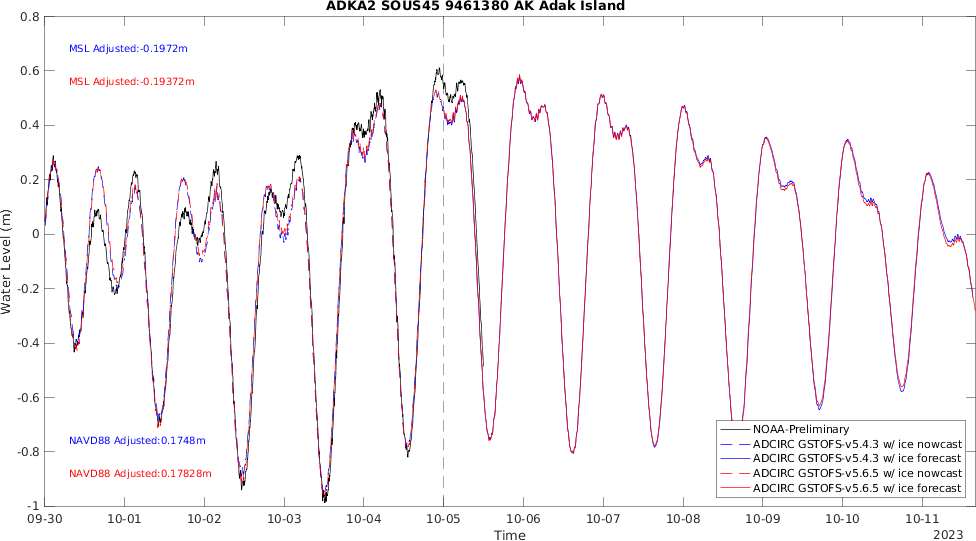 ADKA2 SOUS45 9461380 AK Adak Island
0.8
0.6
0.4
0.2
0
-0.2
-0.4
-0.6
-0.8
-1
Water Level (m)
MSL Adjusted:-0.1972m
MSL Adjusted:-0.19372m
NAVD88 Adjusted:0.1748m
NAVD88 Adjusted:0.17828m
NOAA-Preliminary
ADCIRC GSTOFS-v5.4.3 w/ ice nowcast
ADCIRC GSTOFS-v5.4.3 w/ ice forecast
ADCIRC GSTOFS-v5.6.5 w/ ice nowcast
ADCIRC GSTOFS-v5.6.5 w/ ice forecast
09-30 10-01 10-02 10-03 10-04 10-05 10-06 10-07 10-08 10-09 10-10 10-11
Time
2023